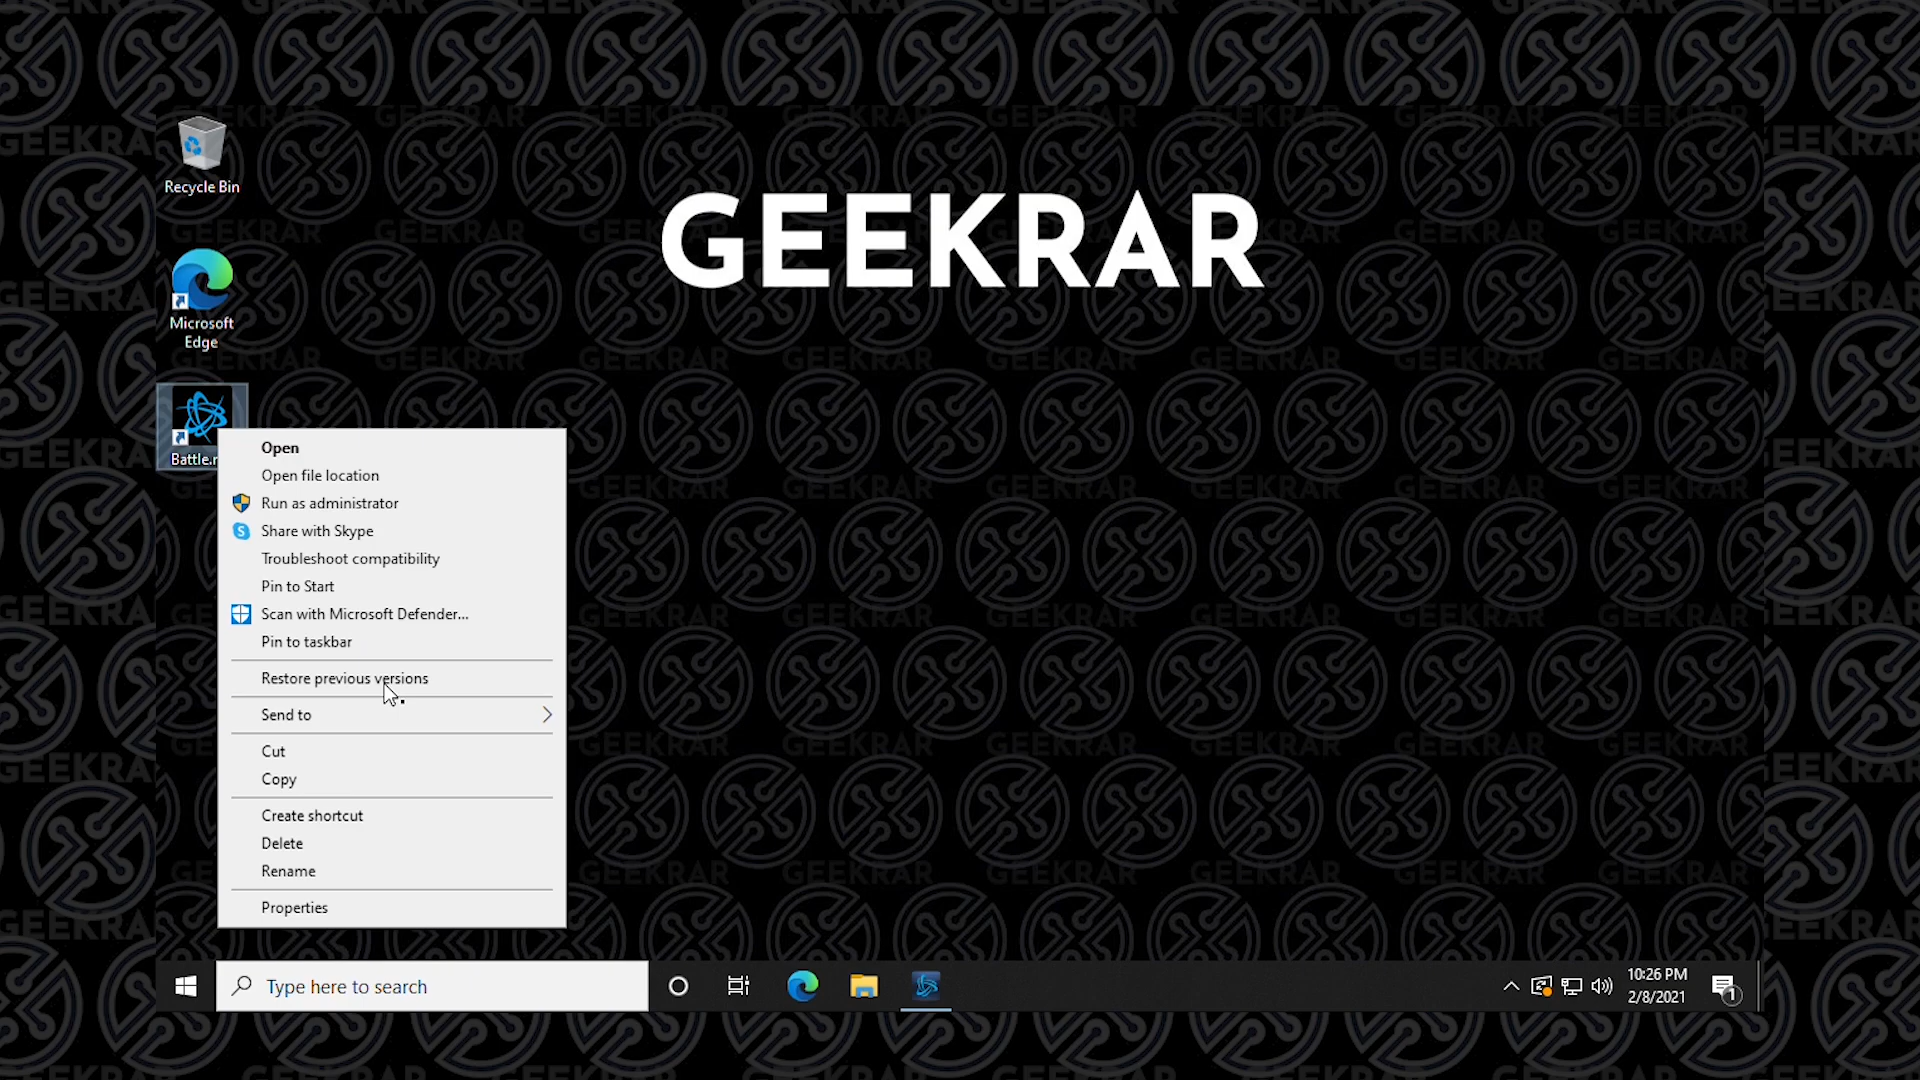 GEEKRAR
Recycle Bin
Microsoft
Edge
Battle.n
Open
Open file location
Run as administrator
Share with Skype
Troubleshoot compatibility
Pin to Start
Scan with Microsoft Defender...
Pin to taskbar
Restore previous versions
Send to
Cut
Copy
Create shortcut
Delete
Rename
Properties
Type here to search
10:26 PM
2/8/2021
1